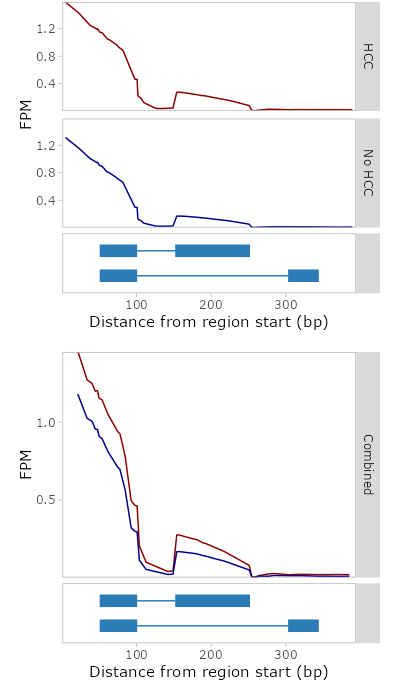 1.2
0.8
0.4
HCC
FPM
1.2
0.8
0.4
No HCC
100 200 300
Distance from region start (bp)
1.0
0.5
FPM
Combined
100 200 300
Distance from region start (bp)